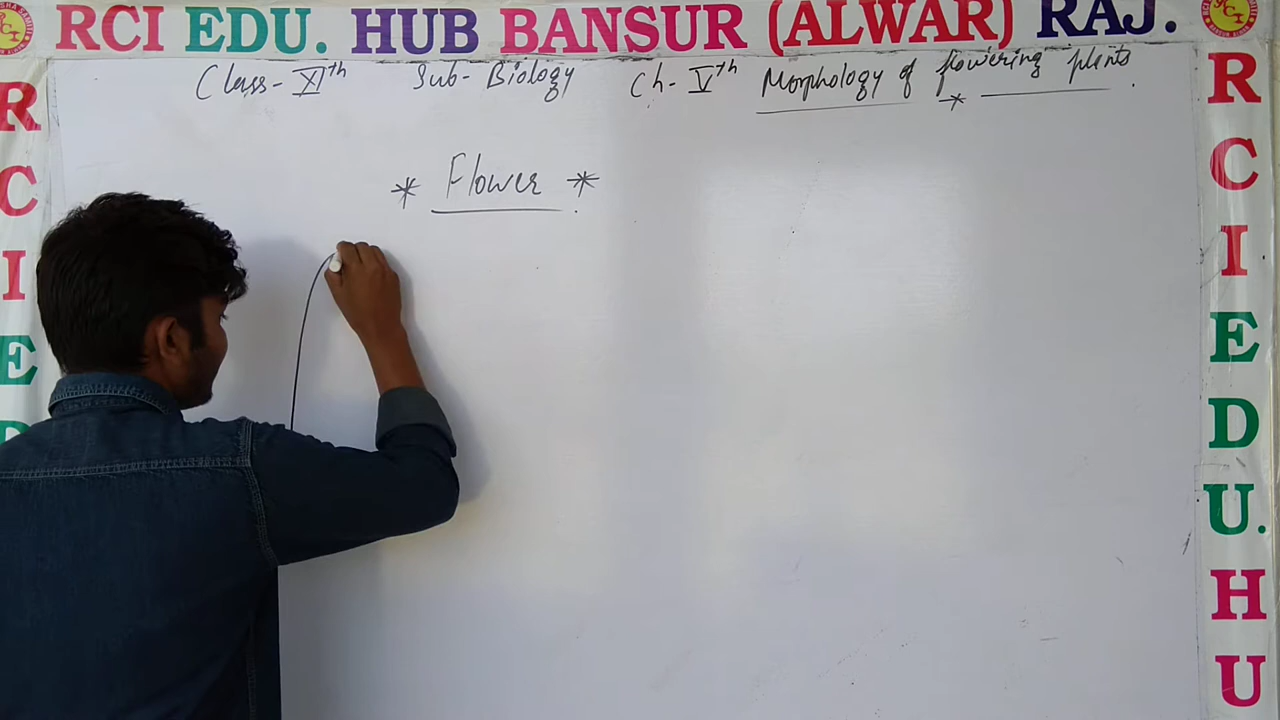 RCI EDU. HUB BANSUR (ALWAR) RAJ.
Class- XIth Sub- Biology Ch- Vth Morphology of flowering plants
* Flower *
R C I E D
R C I E D U. H U